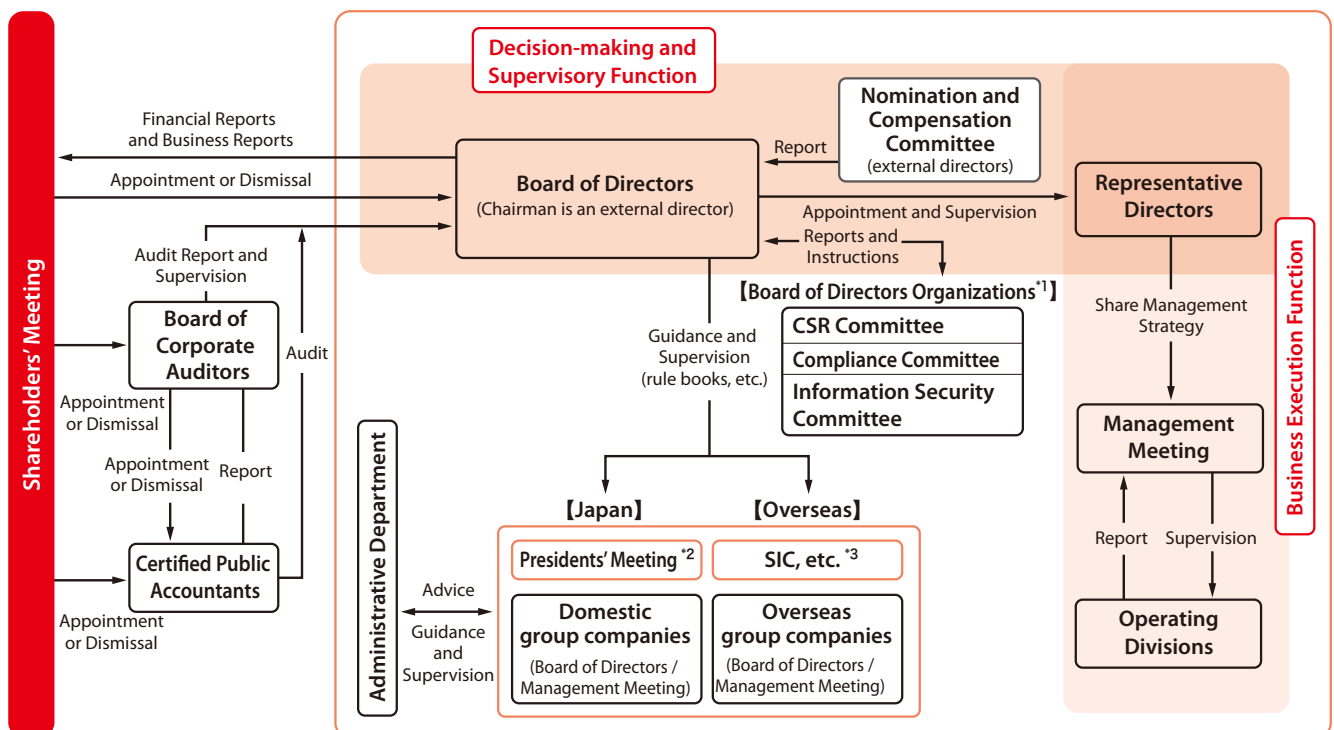 Shareholders’ Meeting
Decision-making and
Supervisory Function
Financial Reports
and Business Reports
Appointment or Dismissal
Board of Directors
(Chairman is an external director)
Report
Nomination and
Compensation
Committee
(external directors)
Appointment and Supervision
Representative
Directors
Reports and
Instructions
Audit Report and
Supervision
Board of
Corporate
Auditors
Audit
Appointment
or Dismissal
Appointment
or Dismissal
Report
Certified Public
Accountants
Appointment
or Dismissal
【Board of Directors Organizations*1】
CSR Committee
Compliance Committee
Information Security
Committee
Guidance and
Supervision
(rule books, etc.)
Share Management
Strategy
Business Execution Function
Management
Meeting
Report
Supervision
Operating
Divisions
Administrative Department
Advice
Guidance
and
Supervision
【Japan】
【Overseas】
Presidents’ Meeting *2
SIC, etc. *3
Domestic
group companies
(Board of Directors /
Management Meeting)
Overseas
group companies
(Board of Directors /
Management Meeting)